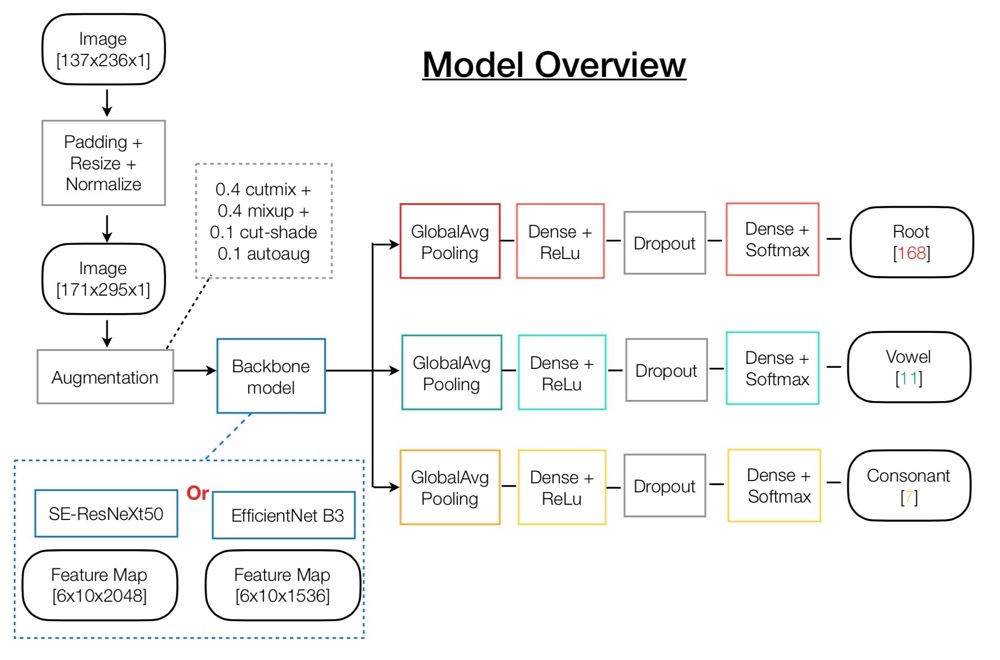 Model Overview
Image
[137x236x1]
Padding +
Resize +
Normalize
Image
[171x295x1]
Augmentation
0.4 cutmix +
0.4 mixup +
0.1 cut-shade
0.1 autoaug
Backbone
model
SE-ResNeXt50
Or
EfficientNet B3
Feature Map
[6x10x2048]
Feature Map
[6x10x1536]
GlobalAvg
Pooling
Dense +
ReLu
Dropout
Dense +
Softmax
Root
[168]
GlobalAvg
Pooling
Dense +
ReLu
Dropout
Dense +
Softmax
Vowel
[11]
GlobalAvg
Pooling
Dense +
ReLu
Dropout
Dense +
Softmax
Consonant
[7]